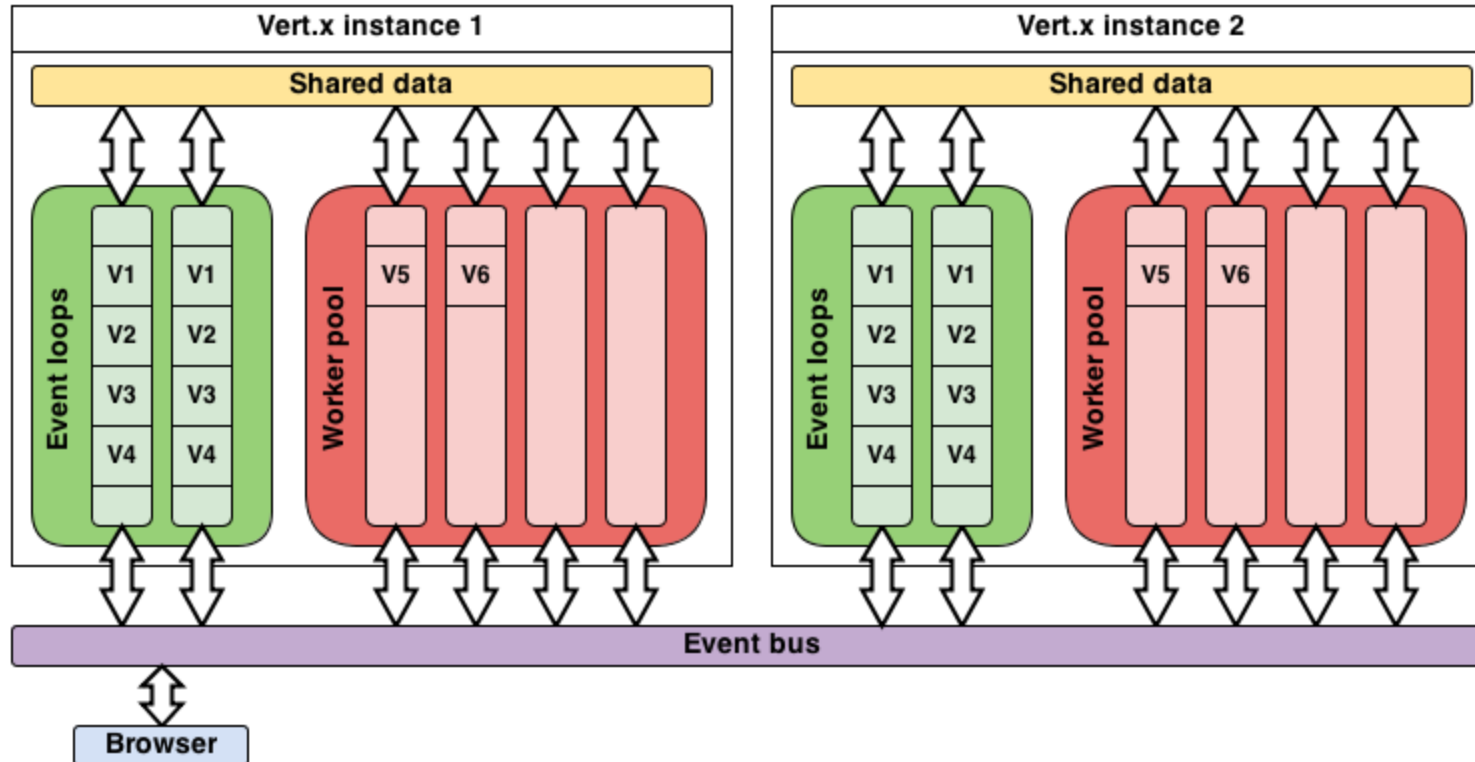 Vert.x instance 1
Shared data
Event loops
V1
V1
V2
V2
V3
V3
V4
V4
Worker pool
V5
V6
Vert.x instance 2
Shared data
Event loops
V1
V1
V2
V2
V3
V3
V4
V4
Worker pool
V5
V6
Event bus
Browser